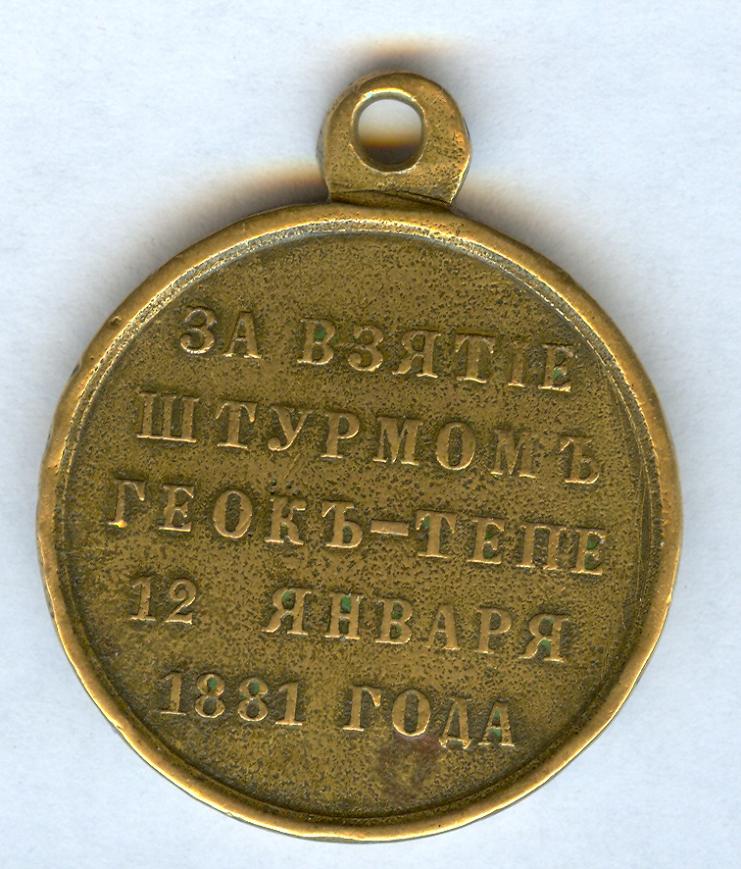 ЗА ВЗЯТІЕ
ШТУРМОМЪ
ГЕОКЪ-ТЕПЕ
12 ЯНВАРЯ
1881 ГОДА